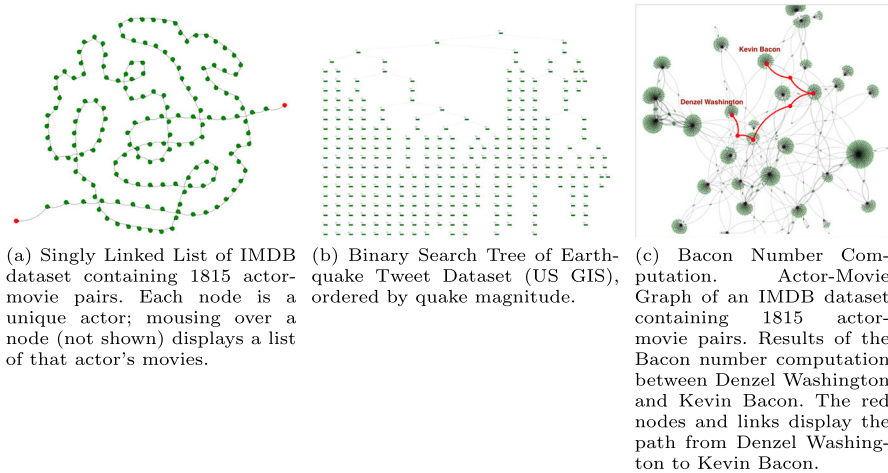 Kevin Bacon
Denzel Washington
(a) Singly Linked List of IMDB
dataset containing 1815 actor-
movie pairs. Each node is a
unique actor; mousing over a
node (not shown) displays a list
of that actor's movies.
(b) Binary Search Tree of Earth-
quake Tweet Dataset (US GIS),
ordered by quake magnitude.
(c) Bacon Number Com-
putation. Actor-Movie
Graph of an IMDB dataset
containing 1815 actor-
movie pairs. Results of the
Bacon number computation
between Denzel Washington
and Kevin Bacon. The red
nodes and links display the
path from Denzel Washing-
ton to Kevin Bacon.